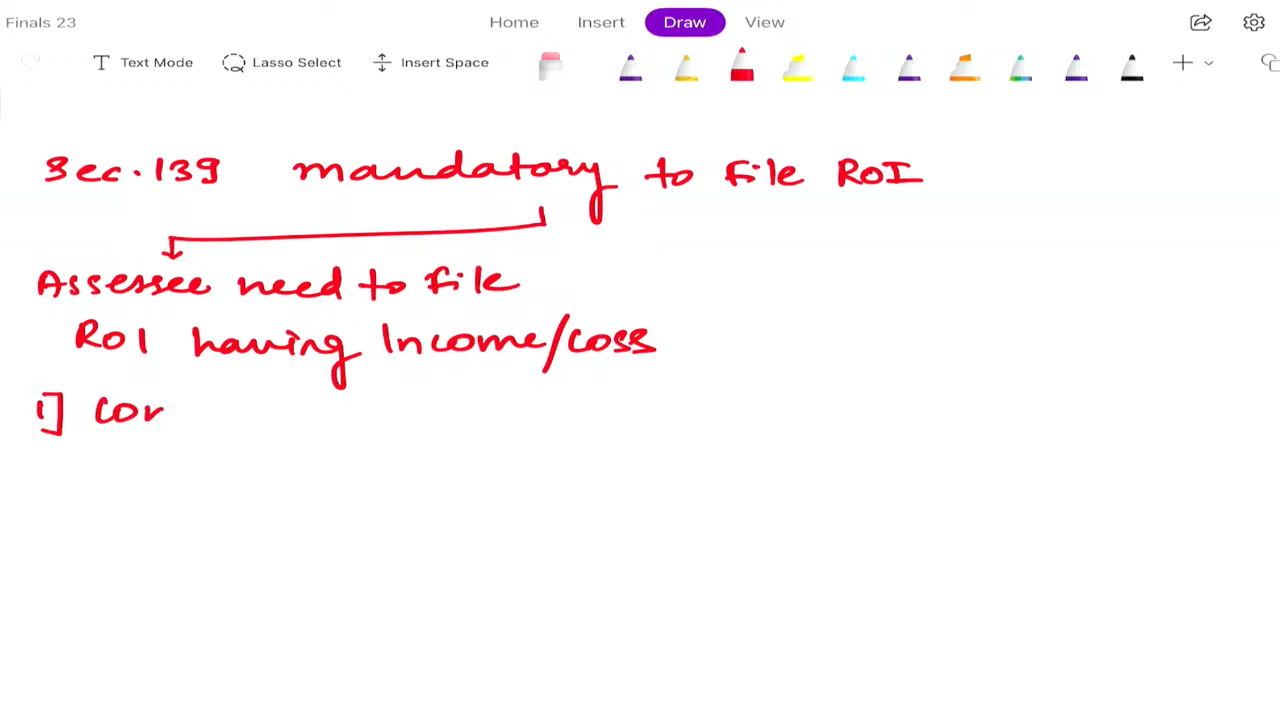 Finals 23
Home Insert Draw View
Text Mode Lasso Select Insert Space
Sec. 139 mandatory to file ROI
Assessee need to file
ROI having Income/Loss
1] cor